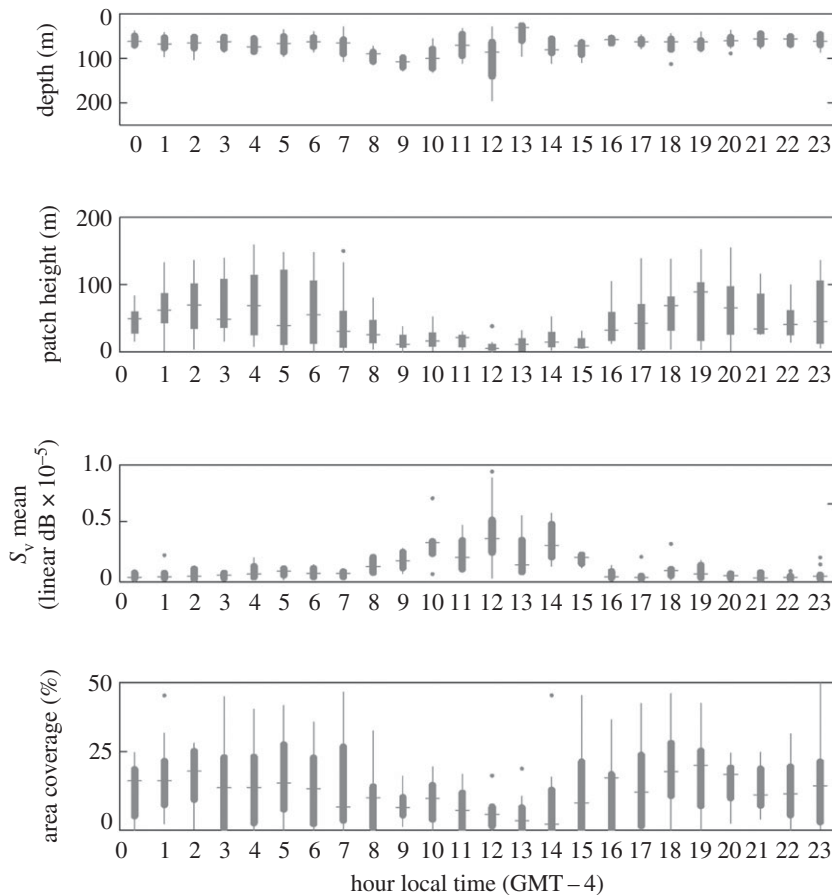 0
100
200
depth (m)
0 1 2 3 4 5 6 7 8 9 10 11 12 13 14 15 16 17 18 19 20 21 22 23
200
100
0
patch height (m)
0 1 2 3 4 5 6 7 8 9 10 11 12 13 14 15 16 17 18 19 20 21 22 23
1.0
0.5
0
Sv mean
(linear dB × 10⁻⁵)
0 1 2 3 4 5 6 7 8 9 10 11 12 13 14 15 16 17 18 19 20 21 22 23
50
25
0
area coverage (%)
0 1 2 3 4 5 6 7 8 9 10 11 12 13 14 15 16 17 18 19 20 21 22 23
hour local time (GMT – 4)